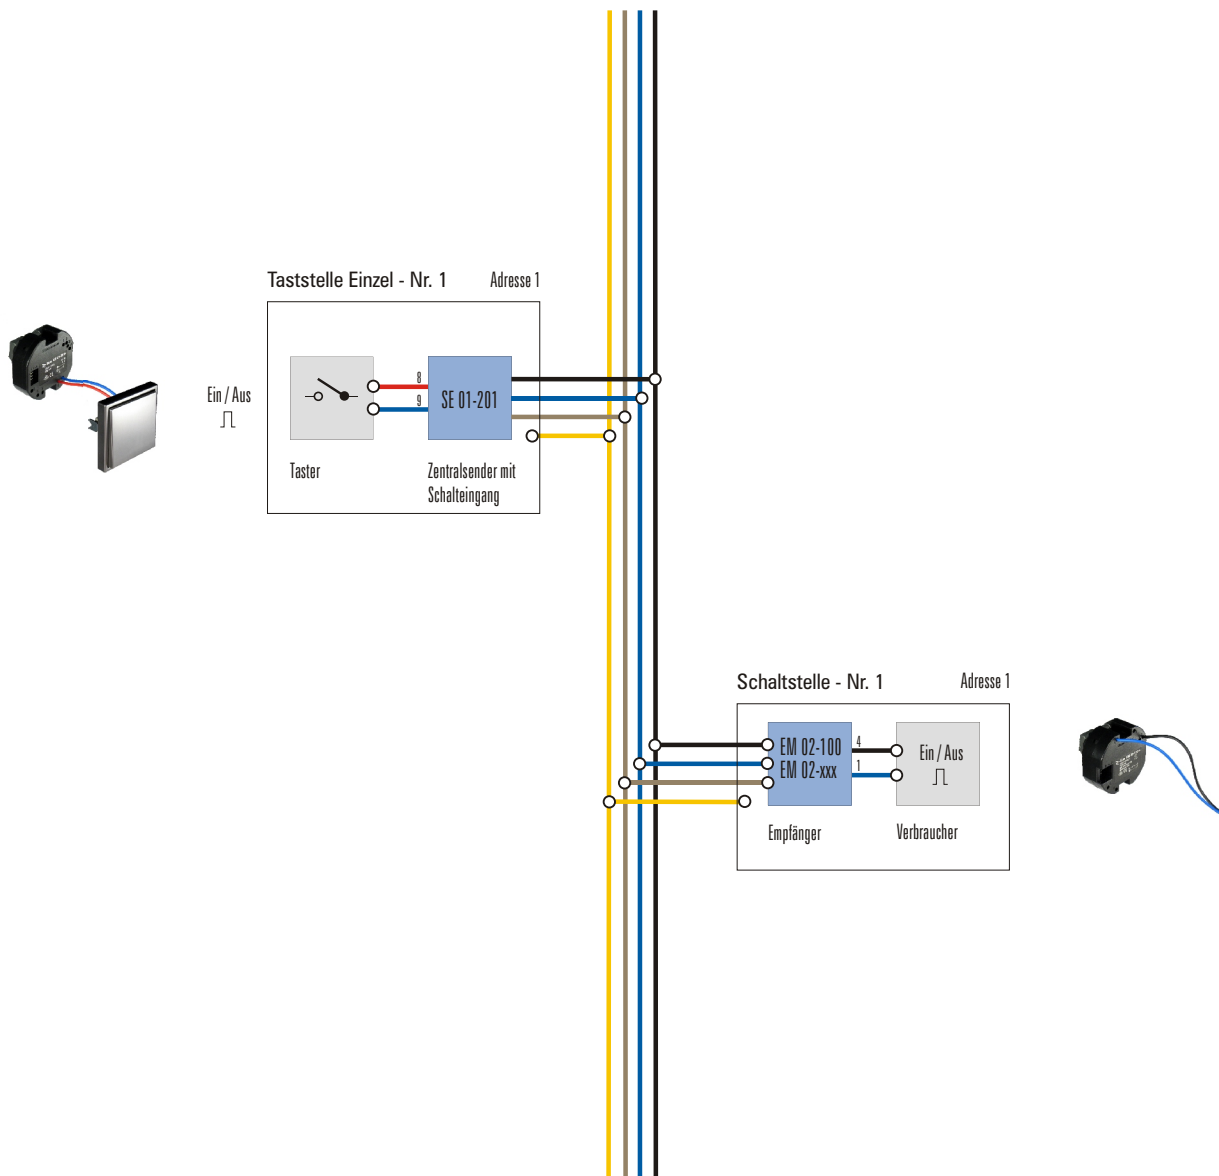 Taststelle Einzel - Nr. 1
Adresse 1
Ein / Aus
8
9
SE 01-201
Taster
Zentralsender mit
Schalteingang
Schaltstelle - Nr. 1
Adresse 1
EM 02-100
EM 02-xxx
4
1
Ein / Aus
Empfänger
Verbraucher